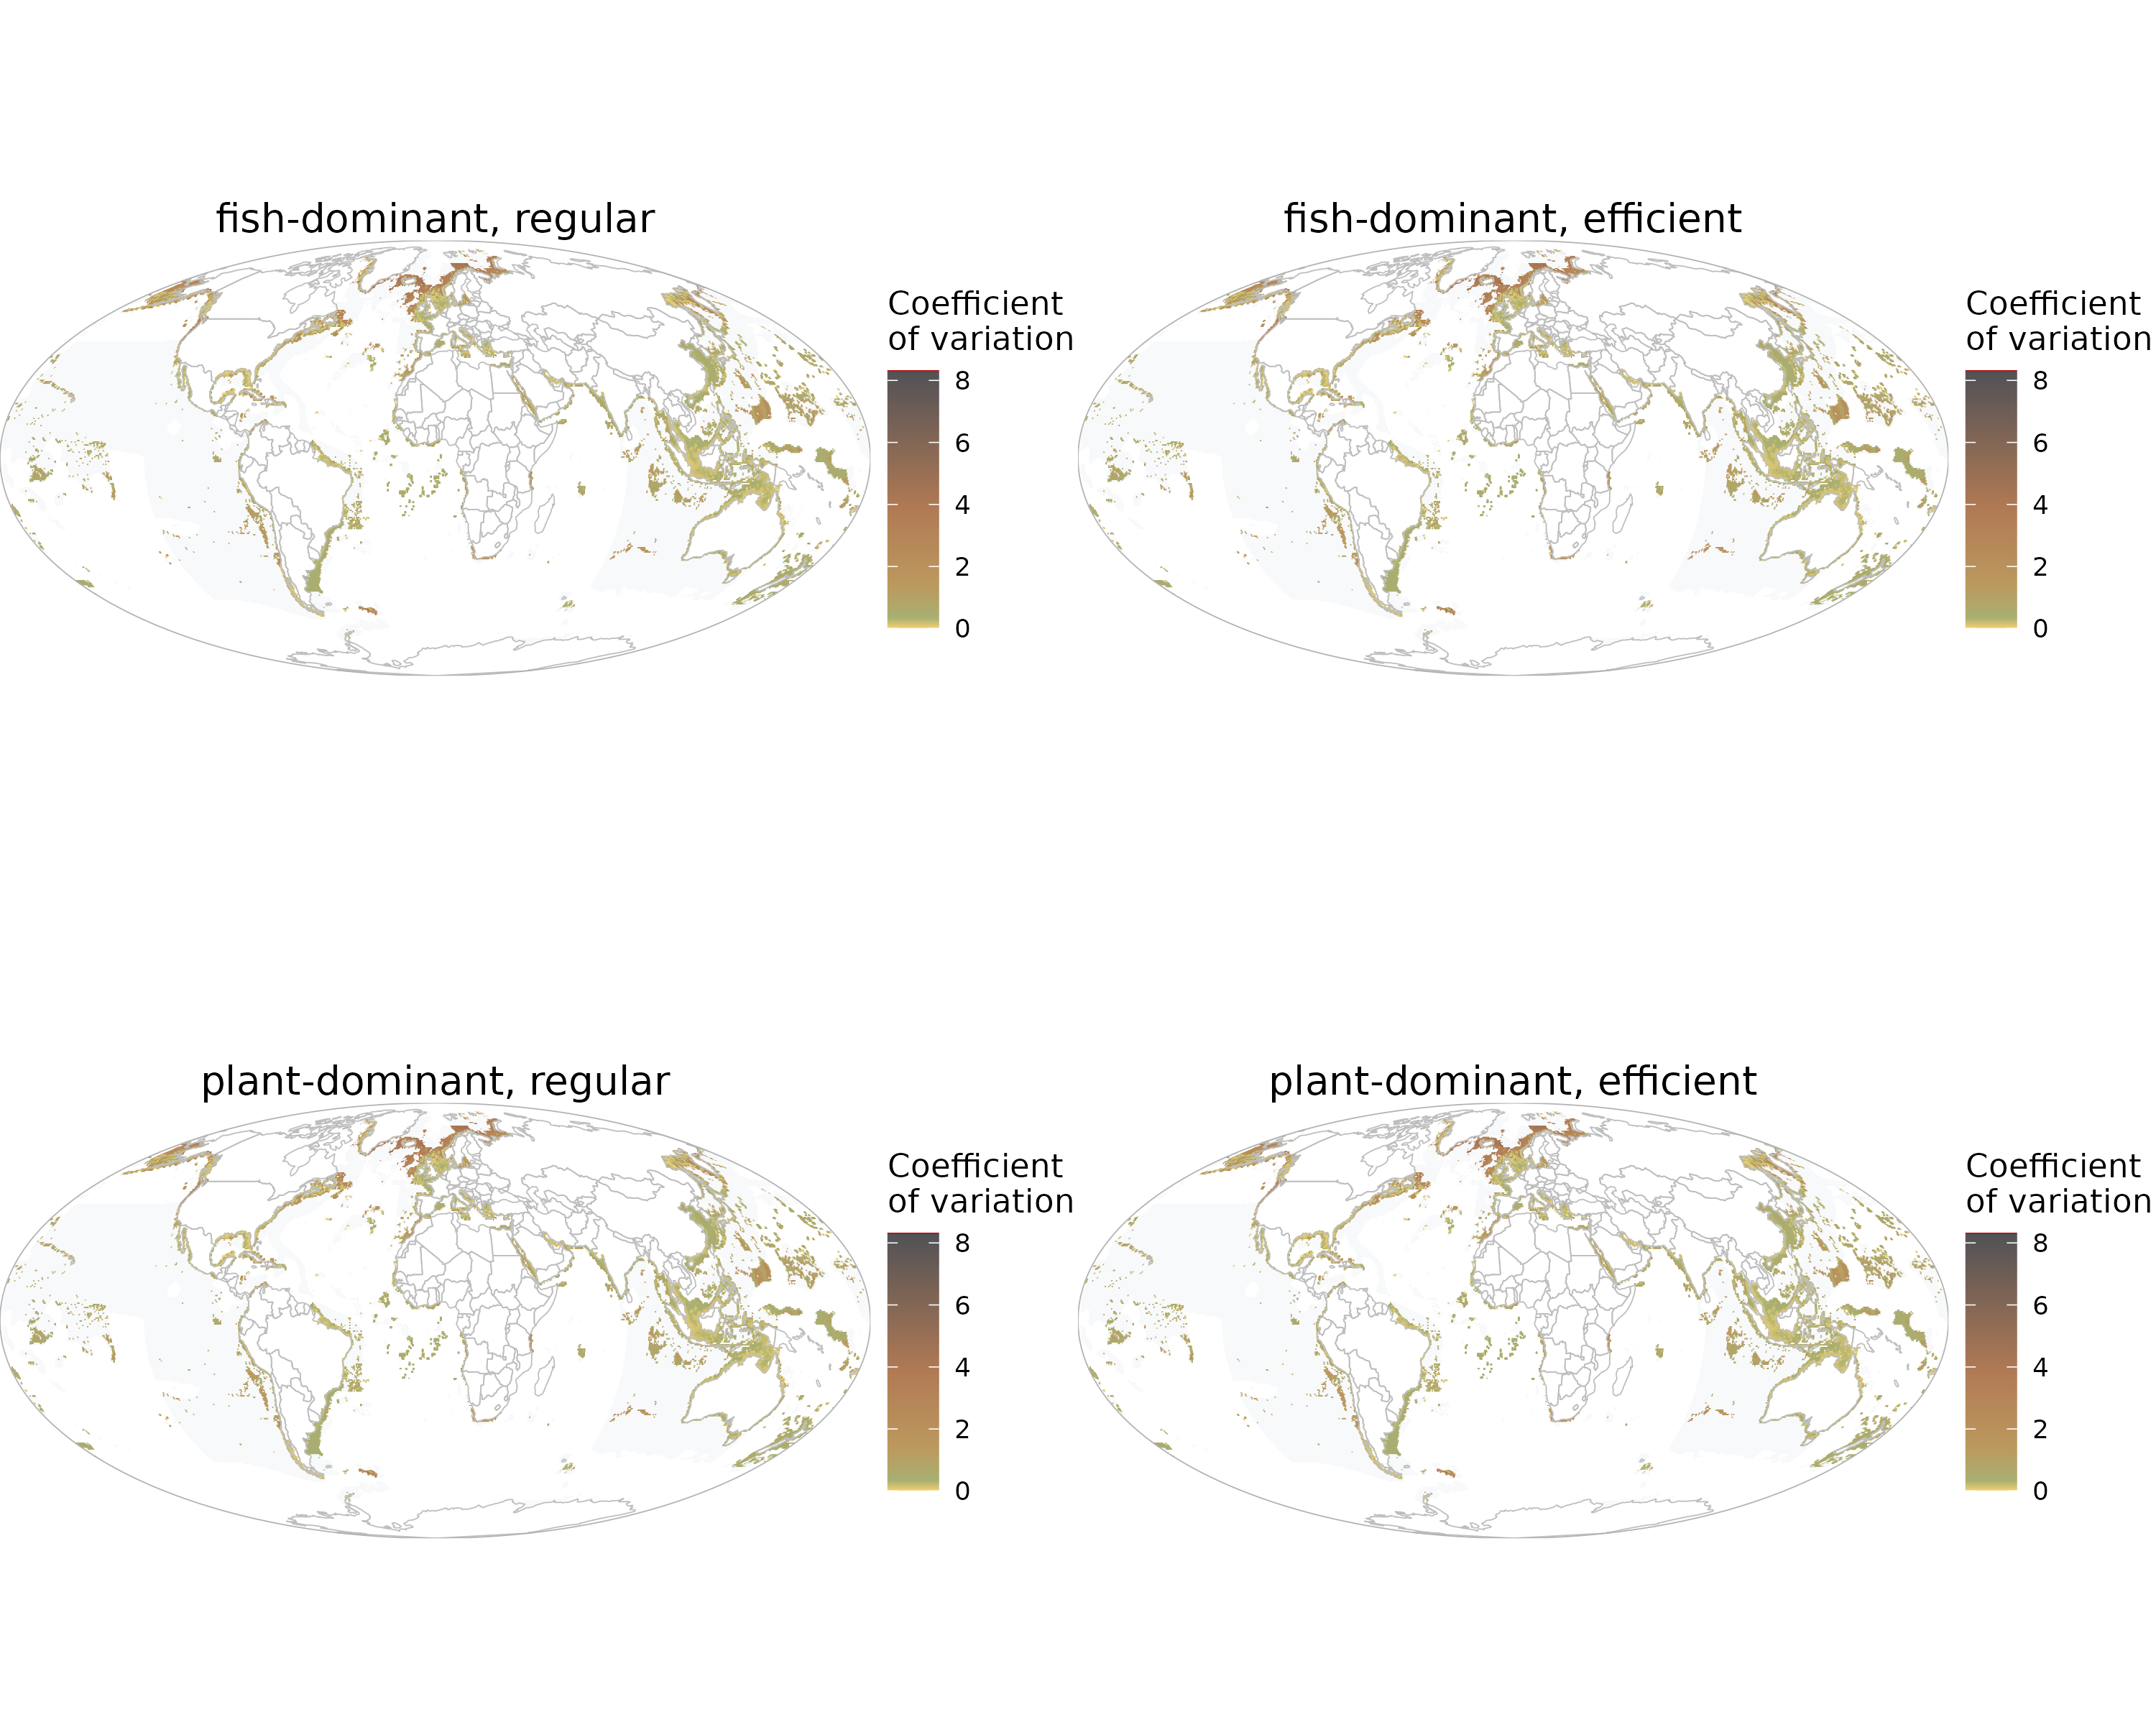 fish-dominant, regular
Coefficient
of variation
8
6
4
2
0
fish-dominant, efficient
Coefficient
of variation
8
6
4
2
0
plant-dominant, regular
Coefficient
of variation
8
6
4
2
0
plant-dominant, efficient
Coefficient
of variation
8
6
4
2
0